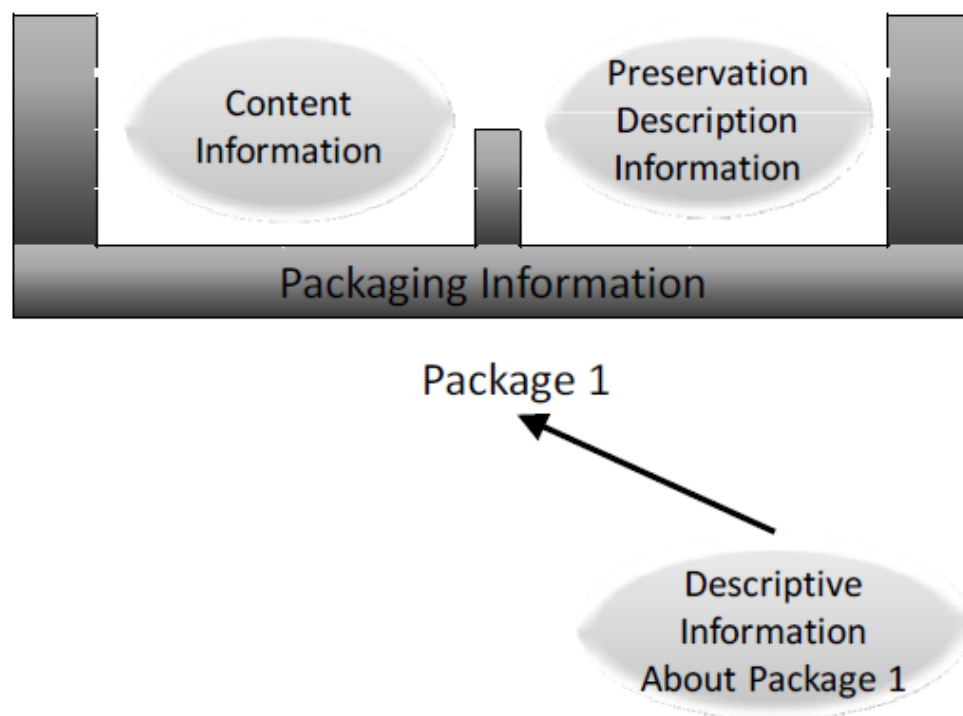 Content
Information
Preservation
Description
Information
Packaging Information
Package 1
Descriptive
Information
About Package 1